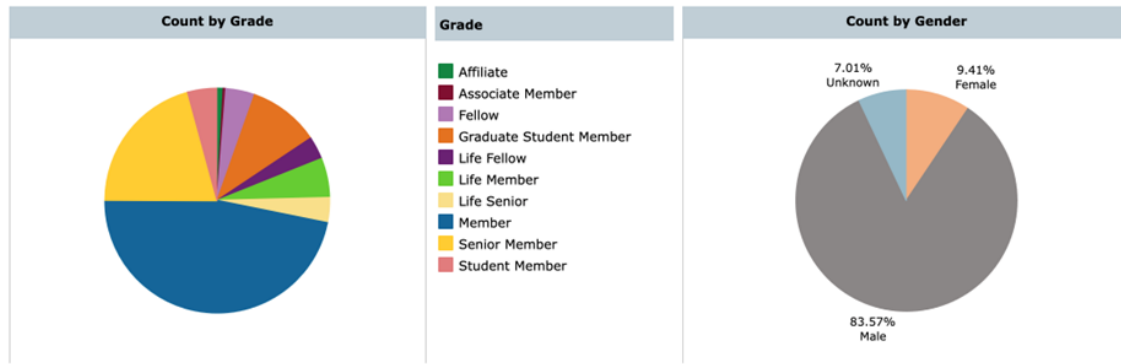 Count by Grade
Grade
Affiliate
Associate Member
Fellow
Graduate Student Member
Life Fellow
Life Member
Life Senior
Member
Senior Member
Student Member
Count by Gender
7.01%
Unknown
9.41%
Female
83.57%
Male